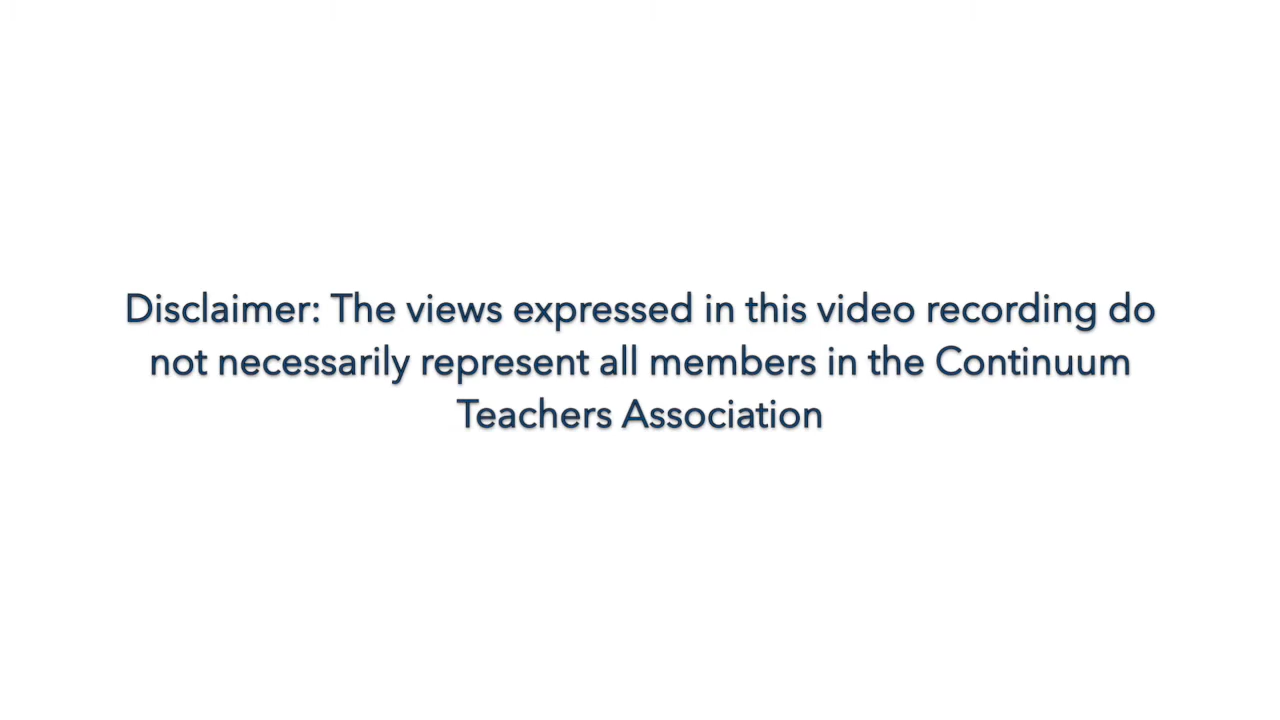 Disclaimer: The views expressed in this video recording do
not necessarily represent all members in the Continuum
Teachers Association